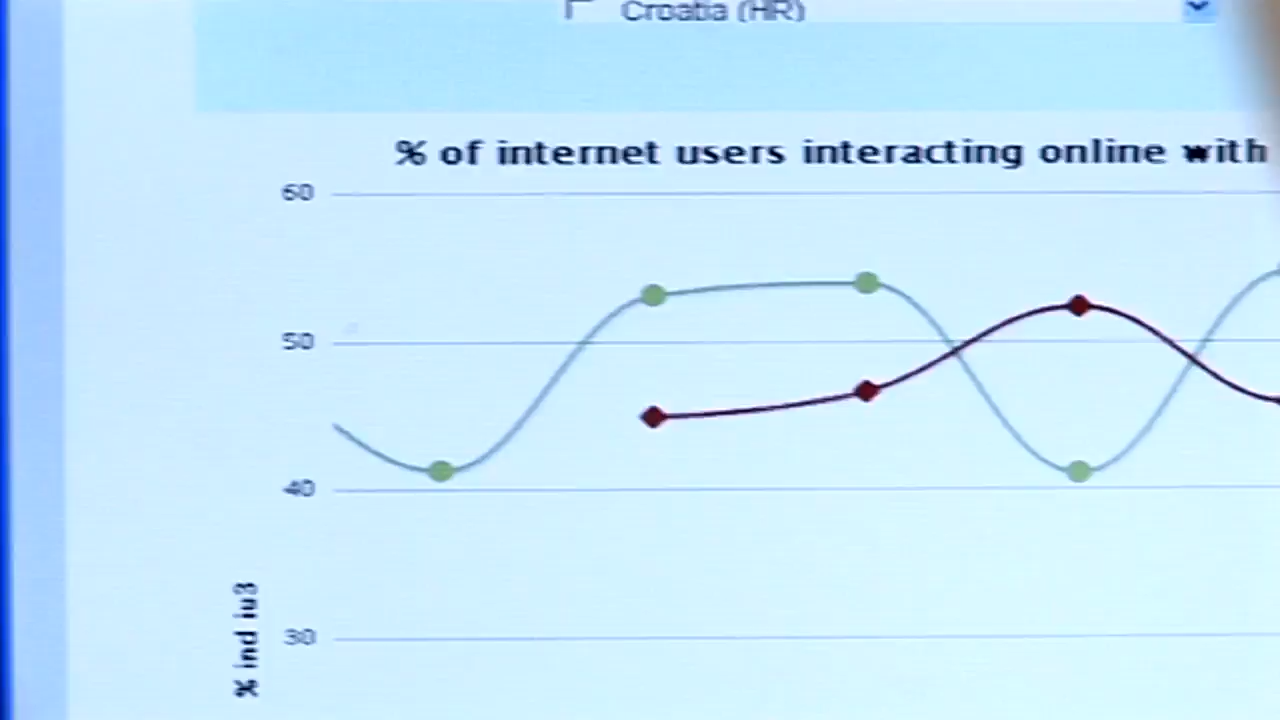 Croatia (HR)
% of internet users interacting online with
60
50
40
30
% ind iu3